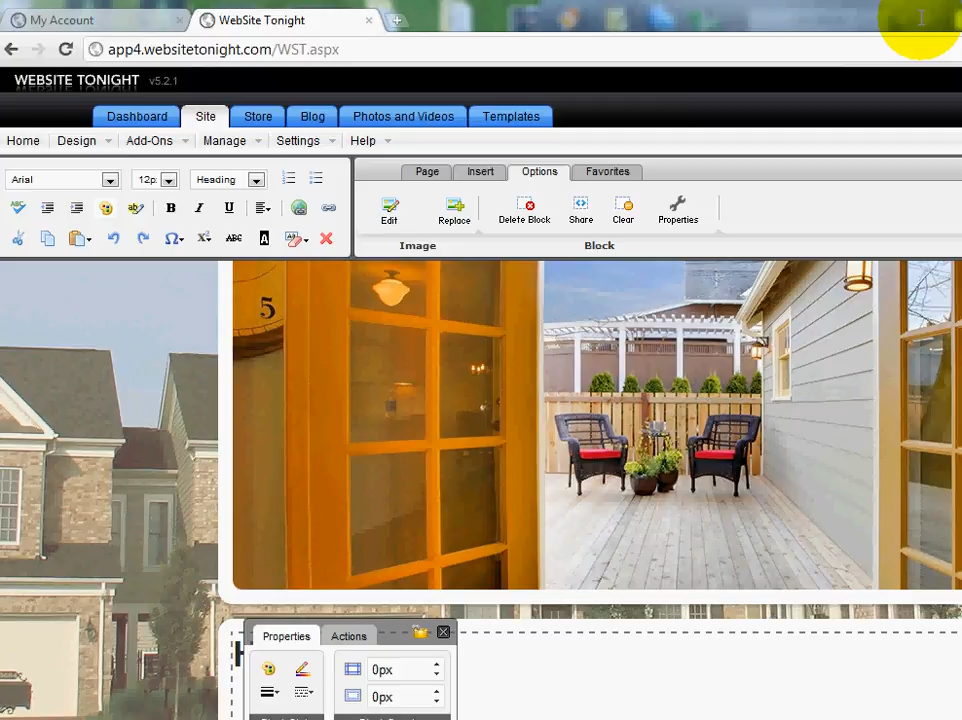 My Account × WebSite Tonight ×
app4.websitetonight.com/WST.aspx
WEBSITE TONIGHT v5.2.1
Dashboard Site Store Blog Photos and Videos Templates
Home Design Add-Ons Manage Settings Help
Page Insert Options Favorites
Arial 12p Heading
Edit Replace Delete Block Share Clear Properties
Image Block
5
Properties Actions
0px
0px